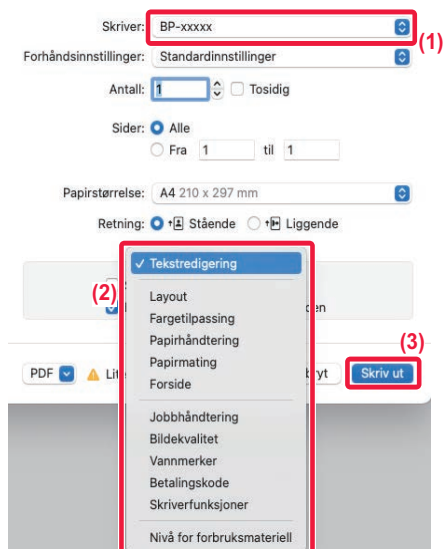 Skriver: BP-xxxxx
(1)
Forhåndsinnstillinger: Standardinnstillinger
Antall: 1 Tosidig
Sider: Alle
Fra 1 til 1
Papirstørrelse: A4 210 x 297 mm
Retning: Stående Liggende
✓ Tekstredigering
(2)
Layout
Fargetilpassing
Papirhåndtering
Papirmating
Forside
(3)
PDF Skriv ut
Jobbhåndtering
Bildekvalitet
Vannmerker
Betalingskode
Skriverfunksjoner
Nivå for forbruksmateriell